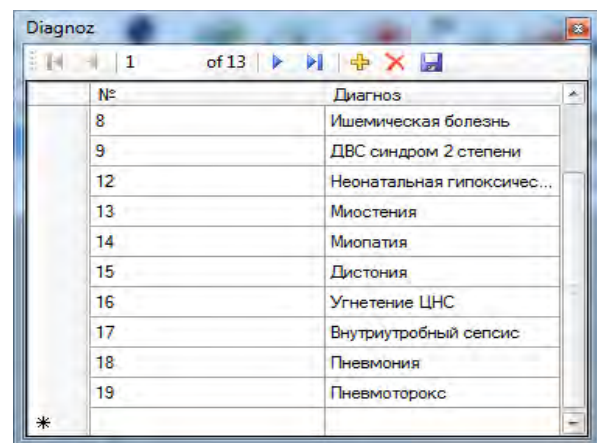 Diagnoz
1 of 13
№ Диагноз
8 Ишемическая болезнь
9 ДВС синдром 2 степени
12 Неонатальная гипоксичес...
13 Миостения
14 Миопатия
15 Дистония
16 Угнетение ЦНС
17 Внутриутробный сепсис
18 Пневмония
19 Пневмоторокс
*